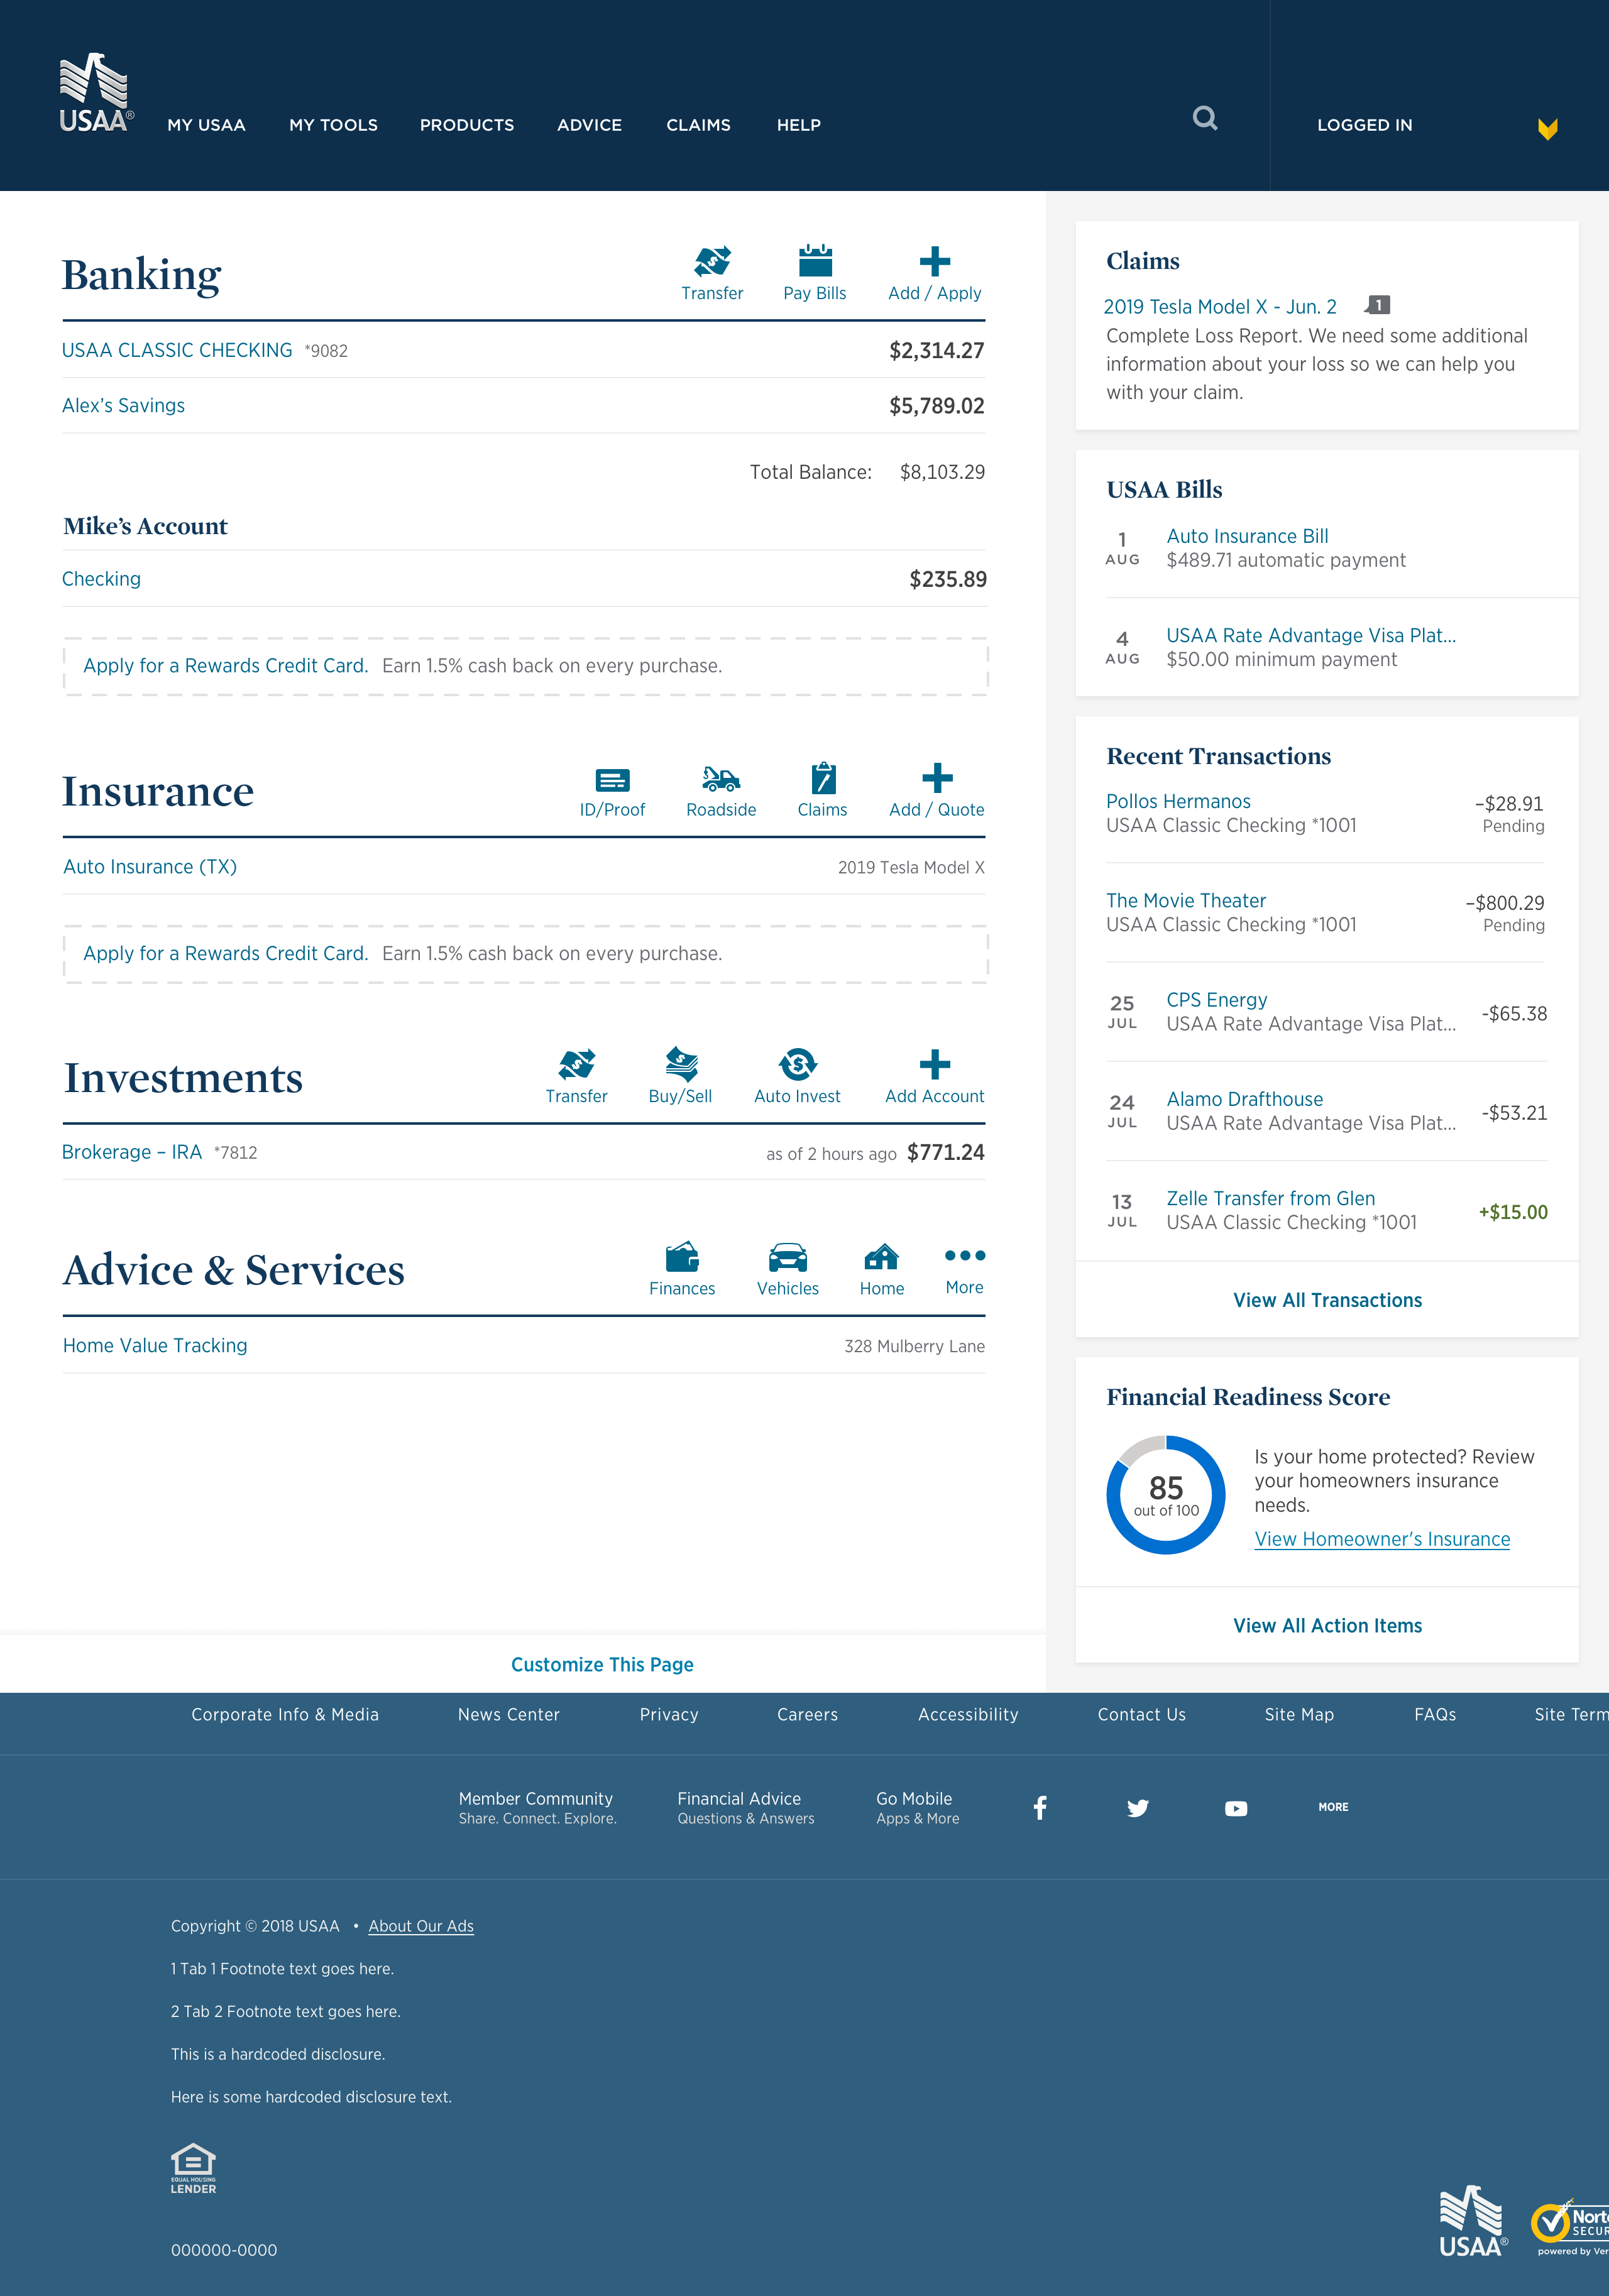 USAA®
MY USAA
MY TOOLS
PRODUCTS
ADVICE
CLAIMS
HELP
LOGGED IN
Banking
Transfer
Pay Bills
Add / Apply
USAA CLASSIC CHECKING *9082 $2,314.27
Alex’s Savings $5,789.02
Total Balance: $8,103.29
Mike’s Account
Checking $235.89
Apply for a Rewards Credit Card. Earn 1.5% cash back on every purchase.
Insurance
ID/Proof
Roadside
Claims
Add / Quote
Auto Insurance (TX) 2019 Tesla Model X
Apply for a Rewards Credit Card. Earn 1.5% cash back on every purchase.
Investments
Transfer
Buy/Sell
Auto Invest
Add Account
Brokerage – IRA *7812 as of 2 hours ago $771.24
Advice & Services
Finances
Vehicles
Home
More
Home Value Tracking 328 Mulberry Lane
Customize This Page
Claims
2019 Tesla Model X - Jun. 2 1
Complete Loss Report. We need some additional
information about your loss so we can help you
with your claim.
USAA Bills
1 AUG
Auto Insurance Bill
$489.71 automatic payment
4 AUG
USAA Rate Advantage Visa Plat...
$50.00 minimum payment
Recent Transactions
Pollos Hermanos –$28.91
USAA Classic Checking *1001 Pending
The Movie Theater –$800.29
USAA Classic Checking *1001 Pending
25 JUL
CPS Energy
USAA Rate Advantage Visa Plat... -$65.38
24 JUL
Alamo Drafthouse
USAA Rate Advantage Visa Plat... -$53.21
13 JUL
Zelle Transfer from Glen
USAA Classic Checking *1001 +$15.00
View All Transactions
Financial Readiness Score
85
out of 100
Is your home protected? Review
your homeowners insurance
needs.
View Homeowner's Insurance
View All Action Items
Corporate Info & Media
News Center
Privacy
Careers
Accessibility
Contact Us
Site Map
FAQs
Site Term
Member Community
Share. Connect. Explore.
Financial Advice
Questions & Answers
Go Mobile
Apps & More
MORE
Copyright © 2018 USAA • About Our Ads
1 Tab 1 Footnote text goes here.
2 Tab 2 Footnote text goes here.
This is a hardcoded disclosure.
Here is some hardcoded disclosure text.
EQUAL HOUSING
LENDER
000000-0000
USAA®
Norto
SECUR
powered by Ver